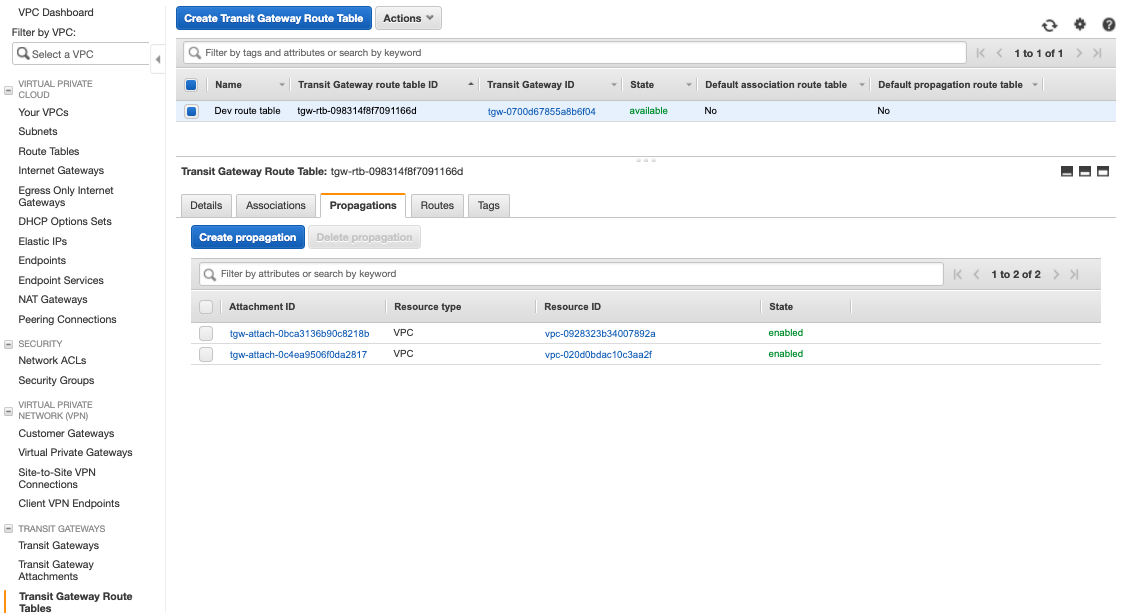 VPC Dashboard
Filter by VPC:
Select a VPC
VIRTUAL PRIVATE
CLOUD
Your VPCs
Subnets
Route Tables
Internet Gateways
Egress Only Internet
Gateways
DHCP Options Sets
Elastic IPs
Endpoints
Endpoint Services
NAT Gateways
Peering Connections
SECURITY
Network ACLs
Security Groups
VIRTUAL PRIVATE
NETWORK (VPN)
Customer Gateways
Virtual Private Gateways
Site-to-Site VPN
Connections
Client VPN Endpoints
TRANSIT GATEWAYS
Transit Gateways
Transit Gateway
Attachments
Transit Gateway Route
Tables
Create Transit Gateway Route Table Actions
Filter by tags and attributes or search by keyword 1 to 1 of 1
Name Transit Gateway route table ID Transit Gateway ID State Default association route table Default propagation route table
Dev route table tgw-rtb-098314f8f7091166d tgw-0700d67855a8b6f04 available No No
Transit Gateway Route Table: tgw-rtb-098314f8f7091166d
Details Associations Propagations Routes Tags
Create propagation Delete propagation
Filter by attributes or search by keyword 1 to 2 of 2
Attachment ID Resource type Resource ID State
tgw-attach-0bca3136b90c8218b VPC vpc-0928323b34007892a enabled
tgw-attach-0c4ea9506f0da2817 VPC vpc-020d0bdac10c3aa2f enabled